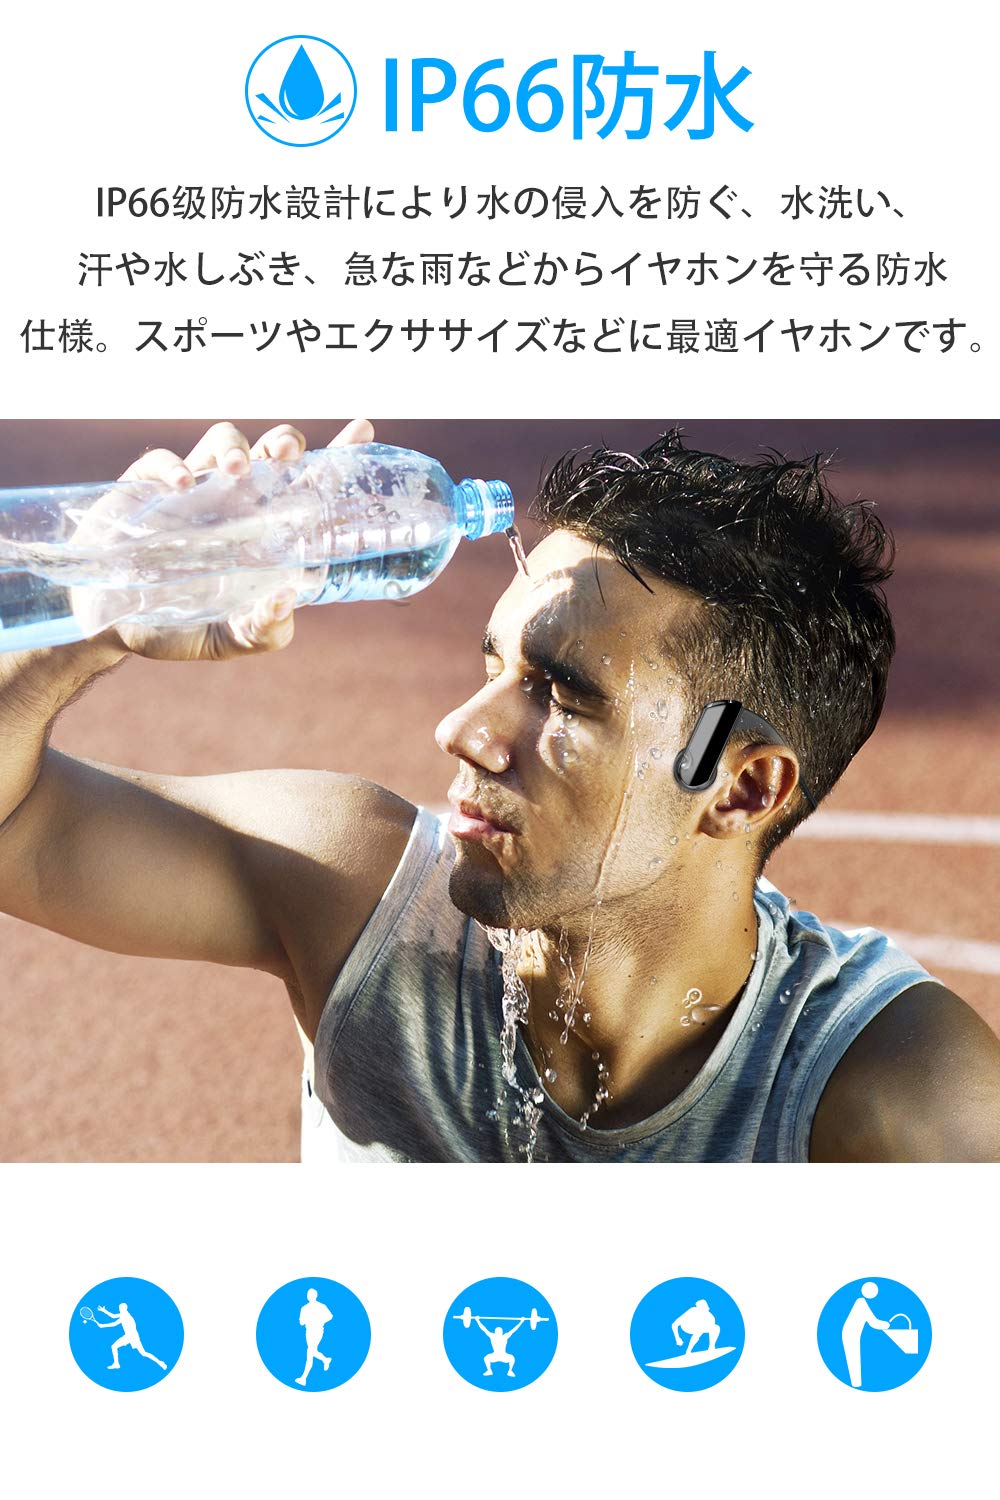 IP66防水
IP66级防水設計により水の侵入を防ぐ、水洗い、
汗や水しぶき、急な雨などからイヤホンを守る防水
仕様。スポーツやエクササイズなどに最適イヤホンです。